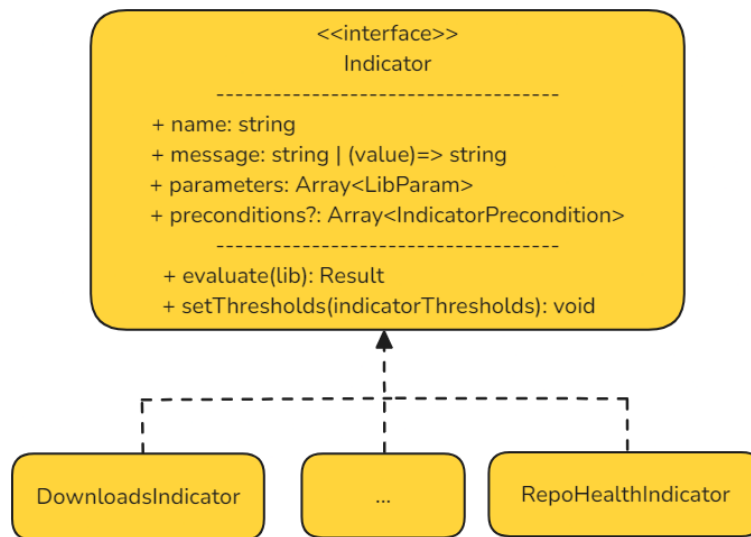 <<interface>>
Indicator
-----------------------------------
+ name: string
+ message: string | (value)=> string
+ parameters: Array<LibParam>
+ preconditions?: Array<IndicatorPrecondition>
-----------------------------------
+ evaluate(lib): Result
+ setThresholds(indicatorThresholds): void
DownloadsIndicator
...
RepoHealthIndicator